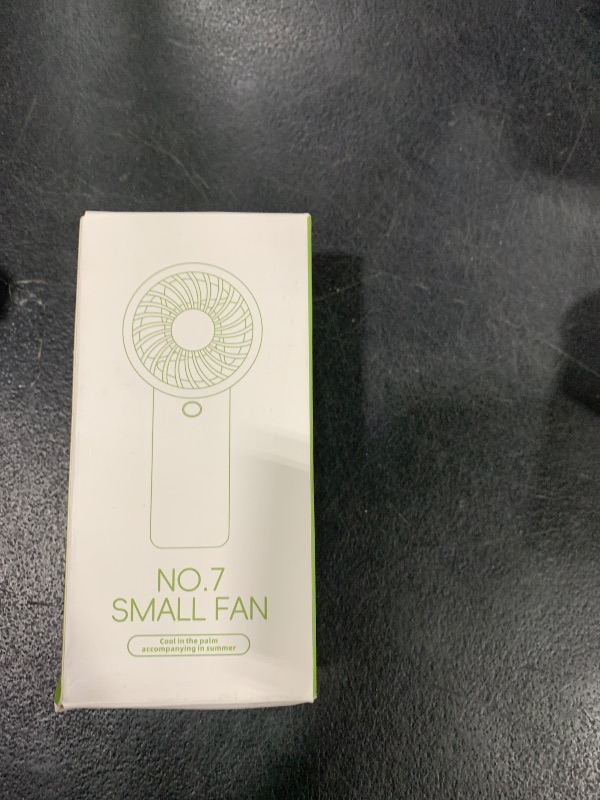 NO.7
SMALL FAN
Cool in the palm
accompanying in summer